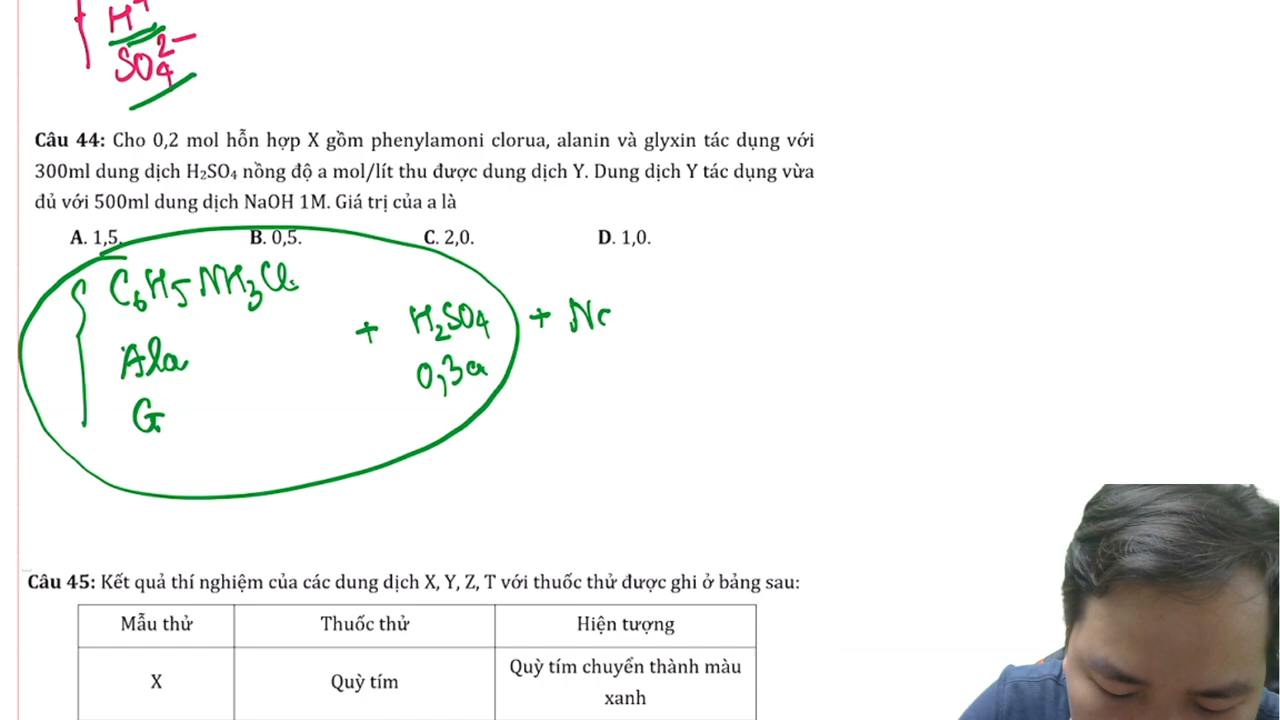 H⁺
SO₄²⁻
Câu 44: Cho 0,2 mol hỗn hợp X gồm phenylamoni clorua, alanin và glyxin tác dụng với
300ml dung dịch H₂SO₄ nồng độ a mol/lít thu được dung dịch Y. Dung dịch Y tác dụng vừa
đủ với 500ml dung dịch NaOH 1M. Giá trị của a là
A. 1,5. B. 0,5. C. 2,0. D. 1,0.
C₆H₅NH₃Cl
Ala
G
+ H₂SO₄ + Na
0,3a
Câu 45: Kết quả thí nghiệm của các dung dịch X, Y, Z, T với thuốc thử được ghi ở bảng sau:
Mẫu thử Thuốc thử Hiện tượng
X Quỳ tím Quỳ tím chuyển thành màu
xanh